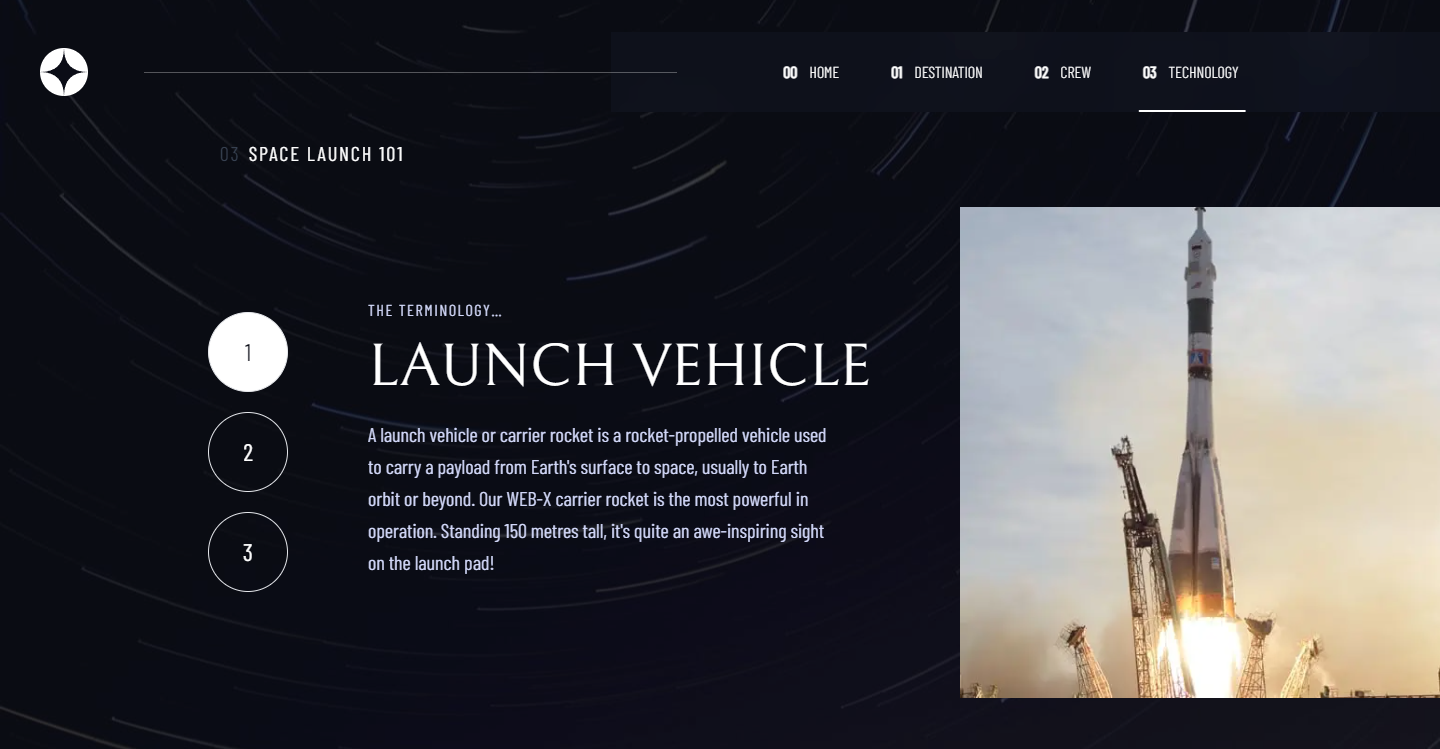 00 HOME 01 DESTINATION 02 CREW 03 TECHNOLOGY
03 SPACE LAUNCH 101
1
2
3
THE TERMINOLOGY...
LAUNCH VEHICLE
A launch vehicle or carrier rocket is a rocket-propelled vehicle used
to carry a payload from Earth's surface to space, usually to Earth
orbit or beyond. Our WEB-X carrier rocket is the most powerful in
operation. Standing 150 metres tall, it's quite an awe-inspiring sight
on the launch pad!